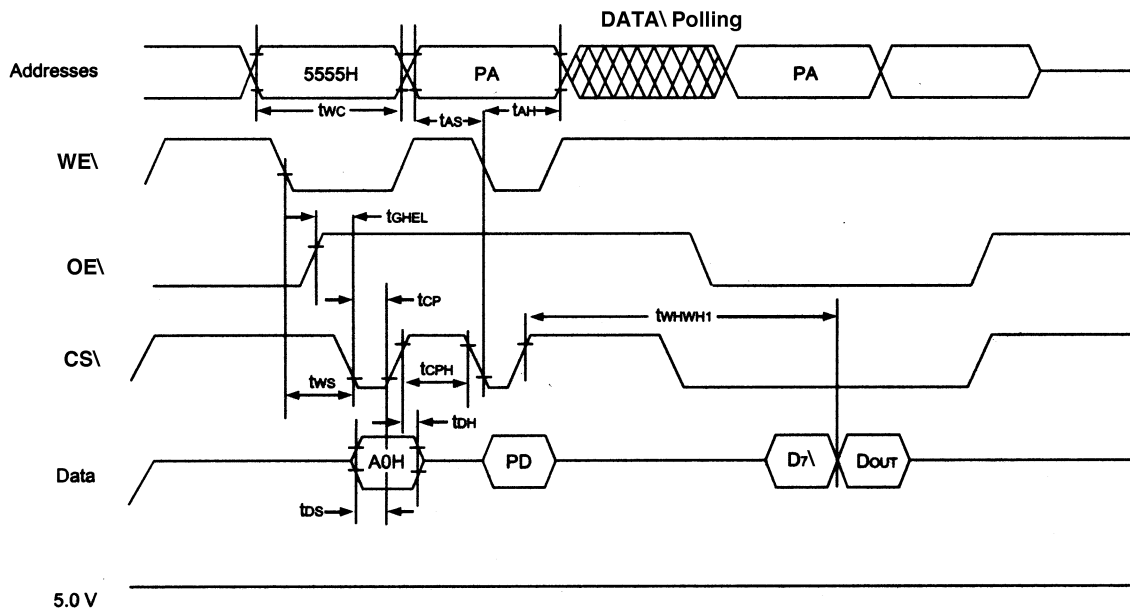 DATA\ Polling
Addresses
5555H
PA
PA
tWC
tAS
tAH
WE\
tGHEL
OE\
tCP
tWHWH1
CS\
tWS
tCPH
tDH
Data
A0H
PD
D7\
DOUT
tDS
5.0 V